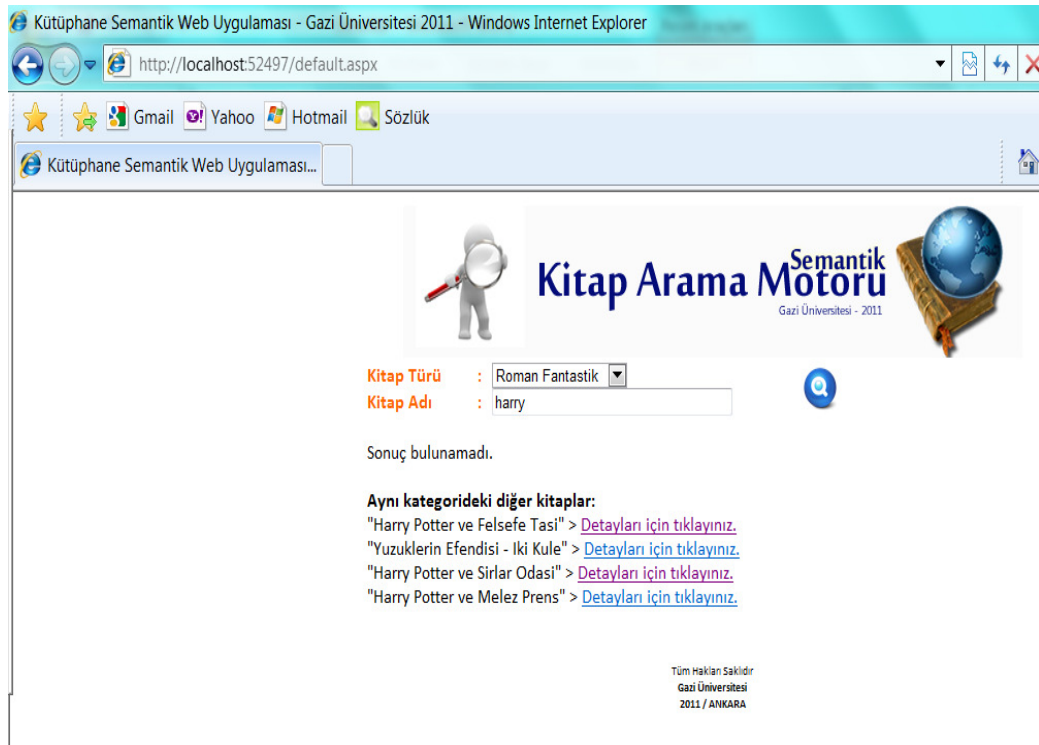 Kütüphane Semantik Web Uygulaması - Gazi Üniversitesi 2011 - Windows Internet Explorer
http://localhost:52497/default.aspx
Gmail Yahoo Hotmail Sözlük
Kütüphane Semantik Web Uygulaması...
Semantik
Kitap Arama Motoru
Gazi Üniversitesi - 2011
Kitap Türü : Roman Fantastik
Kitap Adı : harry
Sonuç bulunamadı.
Aynı kategorideki diğer kitaplar:
"Harry Potter ve Felsefe Tasi" > Detayları için tıklayınız.
"Yuzuklerin Efendisi - Iki Kule" > Detayları için tıklayınız.
"Harry Potter ve Sirlar Odasi" > Detayları için tıklayınız.
"Harry Potter ve Melez Prens" > Detayları için tıklayınız.
Tüm Hakları Saklıdır
Gazi Üniversitesi
2011 / ANKARA